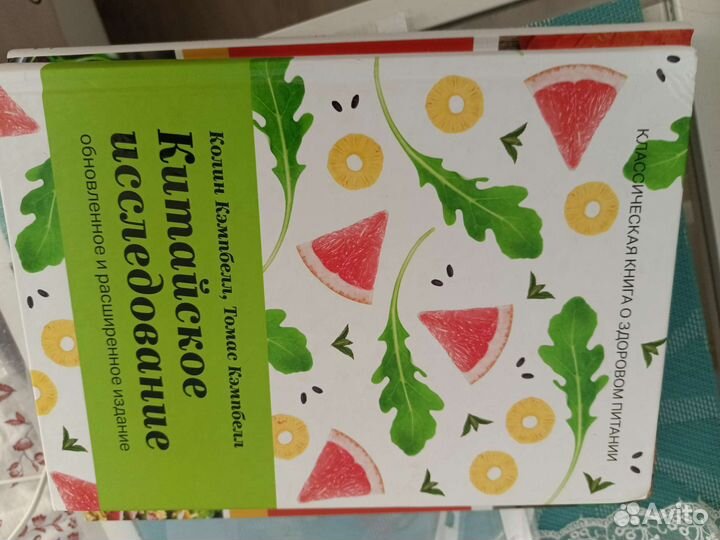 Колин Кэмпбелл, Томас Кэмпбелл
Китайское
исследование
обновленное и расширенное издание
КЛАССИЧЕСКАЯ КНИГА О ЗДОРОВОМ ПИТАНИИ
Avito